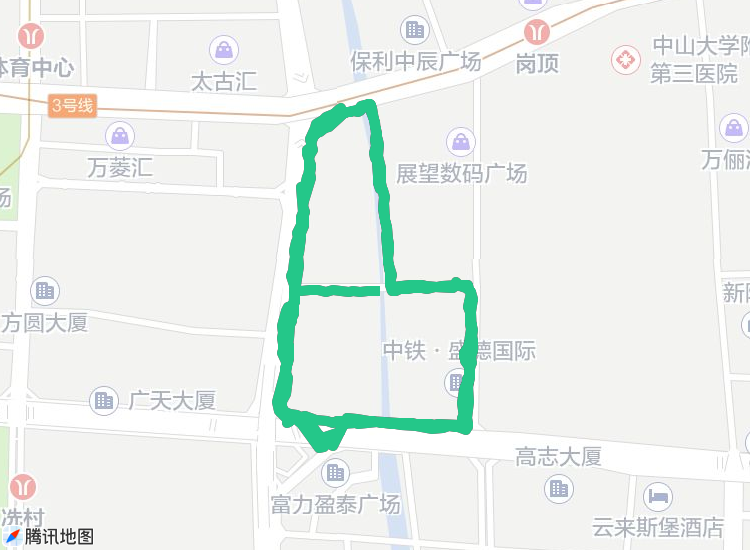 体育中心
太古汇
保利中辰广场
岗顶
中山大学附
第三医院
3号线
万菱汇
展望数码广场
万俪
场
新
方圆大厦
中铁·盛德国际
广天大厦
高志大厦
冼村
富力盈泰广场
云来斯堡酒店
腾讯地图